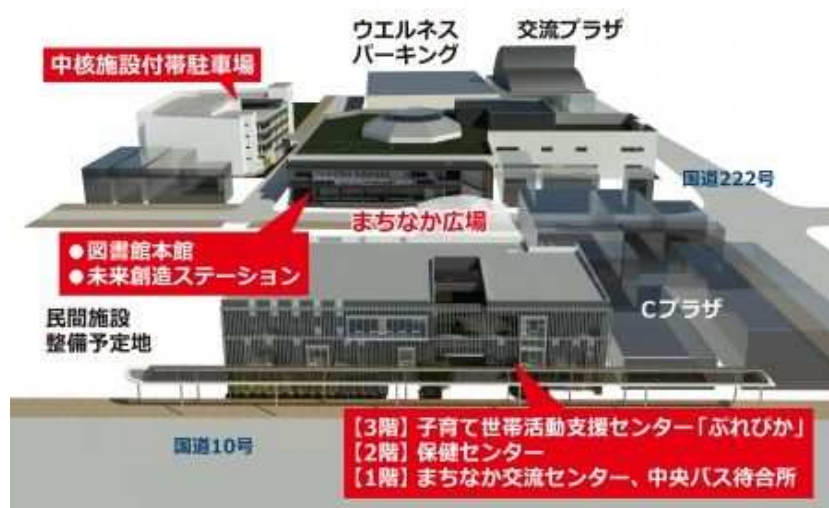 ウエルネス
パーキング
交流プラザ
中核施設付帯駐車場
国道222号
まちなか広場
●図書館本館
●未来創造ステーション
民間施設
整備予定地
Cプラザ
国道10号
【3階】子育て世帯活動支援センター「ぷれぴか」
【2階】保健センター
【1階】まちなか交流センター、中央バス待合所